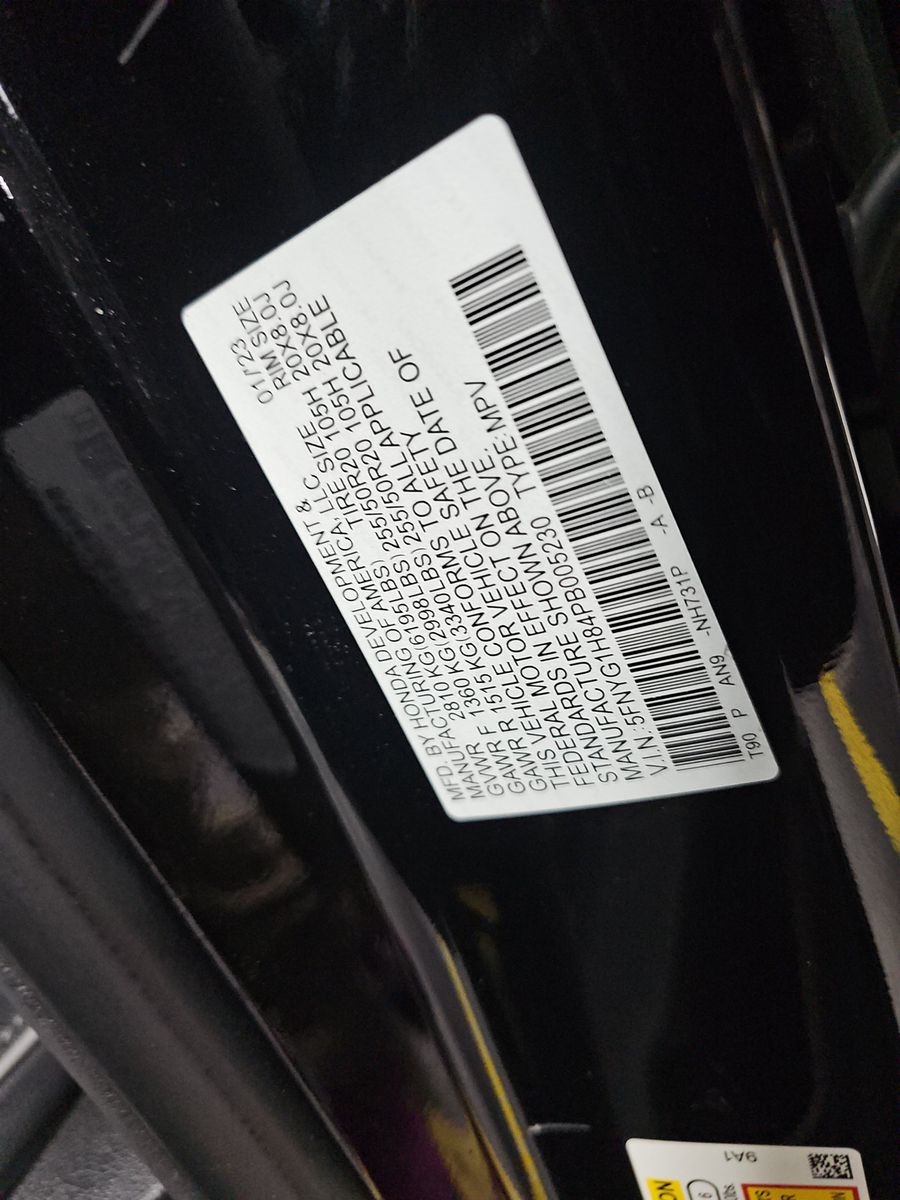 MFD. BY HONDA DEVELOPMENT &
MANUFACTURING OF AMERICA, LLC 01/23
GVWR 2810 KG(6195LBS) TIRE SIZE RIM SIZE
GAWR F 1360 KG(2998LBS) 255/50R20 105H 20X8.0J
GAWR R 1515 KG(3340LBS) 255/50R20 105H 20X8.0J
THIS VEHICLE CONFORMS TO ALL APPLICABLE
FEDERAL MOTOR VEHICLE SAFETY
STANDARDS IN EFFECT ON THE DATE OF
MANUFACTURE SHOWN ABOVE.
V.I.N:5FNYG1H84PB005230 TYPE: MPV
T90 P AN9 -NH731P -A -B
9A1